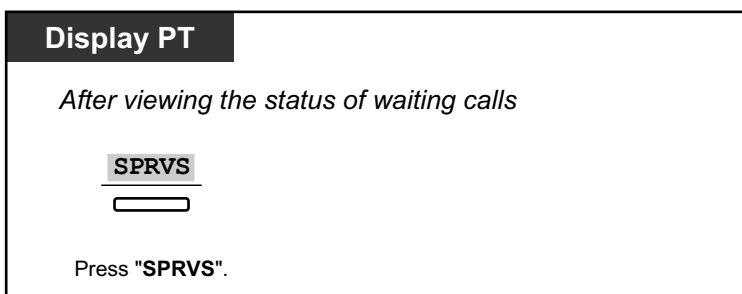 Display PT
After viewing the status of waiting calls
SPRVS
Press "SPRVS".